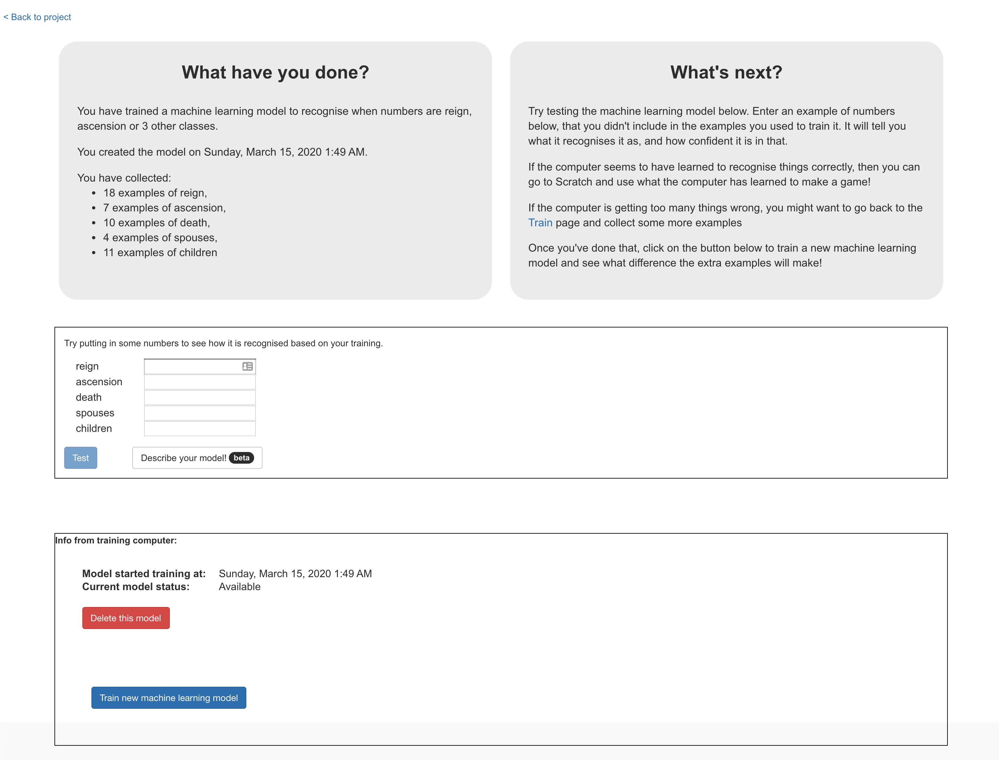 < Back to project
What have you done?
You have trained a machine learning model to recognise when numbers are reign,
ascension or 3 other classes.
You created the model on Sunday, March 15, 2020 1:49 AM.
You have collected:
• 18 examples of reign,
• 7 examples of ascension,
• 10 examples of death,
• 4 examples of spouses,
• 11 examples of children
What's next?
Try testing the machine learning model below. Enter an example of numbers
below, that you didn't include in the examples you used to train it. It will tell you
what it recognises it as, and how confident it is in that.
If the computer seems to have learned to recognise things correctly, then you can
go to Scratch and use what the computer has learned to make a game!
If the computer is getting too many things wrong, you might want to go back to the
Train page and collect some more examples
Once you've done that, click on the button below to train a new machine learning
model and see what difference the extra examples will make!
Try putting in some numbers to see how it is recognised based on your training.
reign
ascension
death
spouses
children
Test
Describe your model! beta
Info from training computer:
Model started training at: Sunday, March 15, 2020 1:49 AM
Current model status: Available
Delete this model
Train new machine learning model